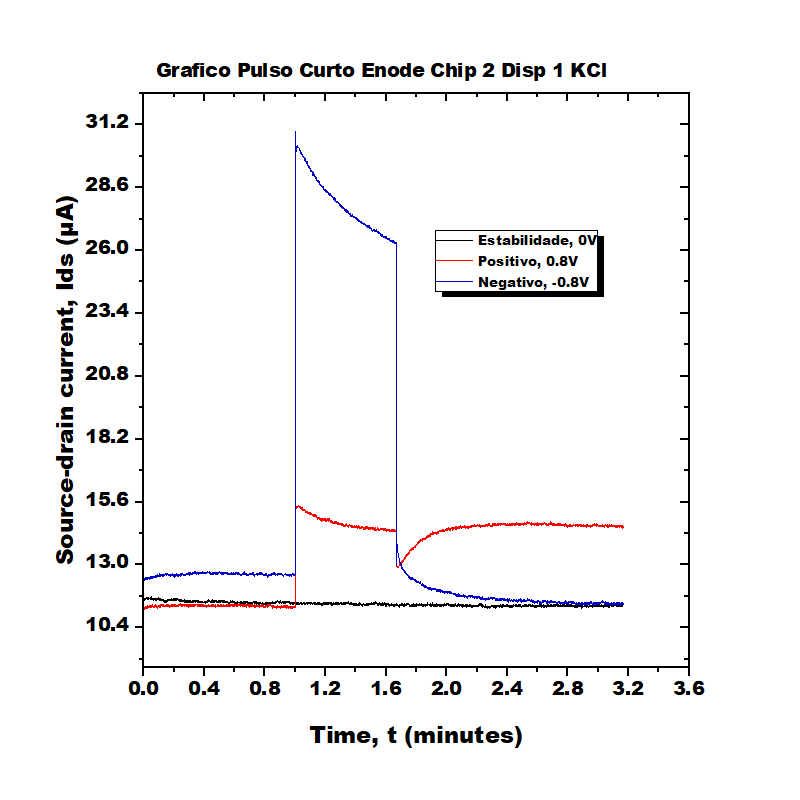 Grafico Pulso Curto Enode Chip 2 Disp 1 KCl
Source-drain current, Ids (µA)
31.2
28.6
26.0
23.4
20.8
18.2
15.6
13.0
10.4
Estabilidade, 0V
Positivo, 0.8V
Negativo, -0.8V
0.0 0.4 0.8 1.2 1.6 2.0 2.4 2.8 3.2 3.6
Time, t (minutes)